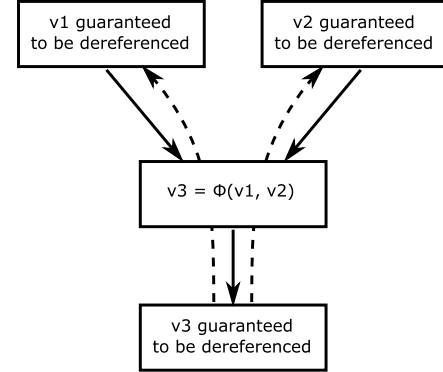 v1 guaranteed
to be dereferenced
v2 guaranteed
to be dereferenced
v3 = Φ(v1, v2)
v3 guaranteed
to be dereferenced